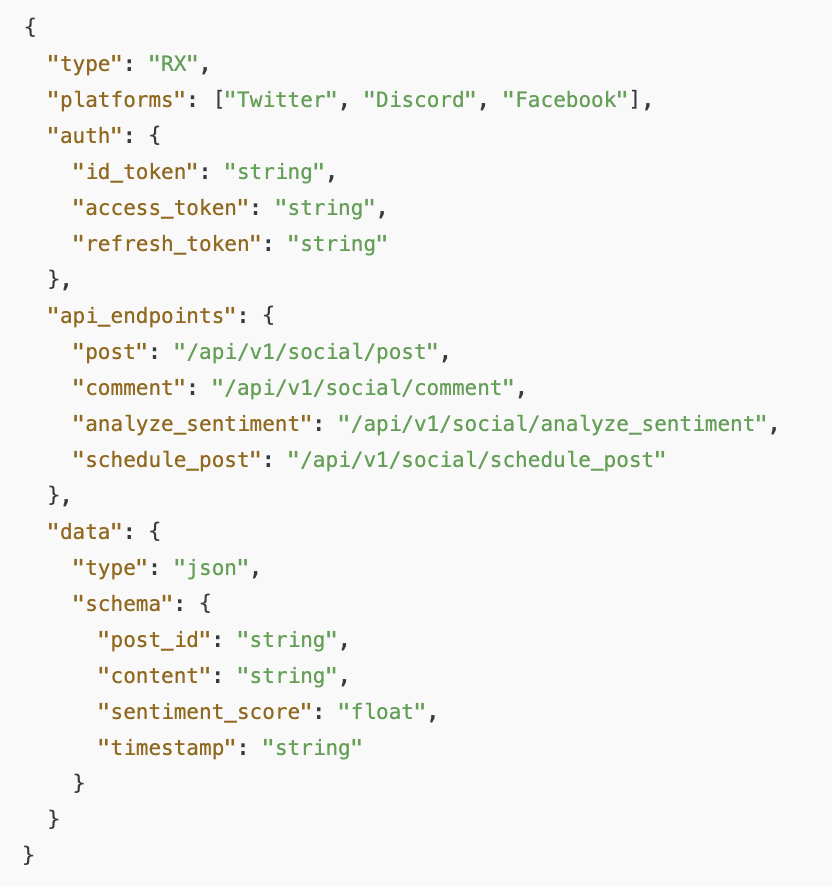 {
  "type": "RX",
  "platforms": ["Twitter", "Discord", "Facebook"],
  "auth": {
    "id_token": "string",
    "access_token": "string",
    "refresh_token": "string"
  },
  "api_endpoints": {
    "post": "/api/v1/social/post",
    "comment": "/api/v1/social/comment",
    "analyze_sentiment": "/api/v1/social/analyze_sentiment",
    "schedule_post": "/api/v1/social/schedule_post"
  },
  "data": {
    "type": "json",
    "schema": {
      "post_id": "string",
      "content": "string",
      "sentiment_score": "float",
      "timestamp": "string"
    }
  }
}